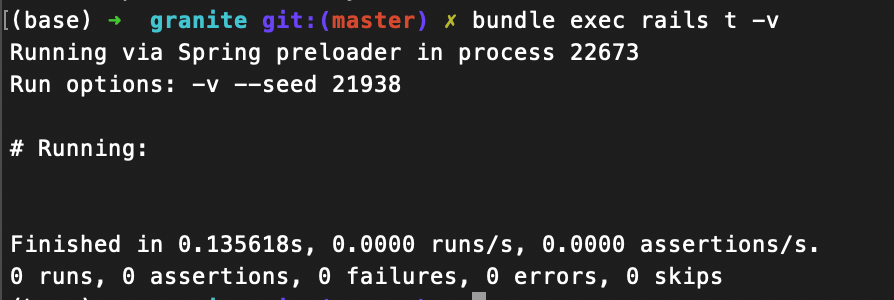 (base) ➜ granite git:(master) ✗ bundle exec rails t -v
Running via Spring preloader in process 22673
Run options: -v --seed 21938
# Running:
Finished in 0.135618s, 0.0000 runs/s, 0.0000 assertions/s.
0 runs, 0 assertions, 0 failures, 0 errors, 0 skips